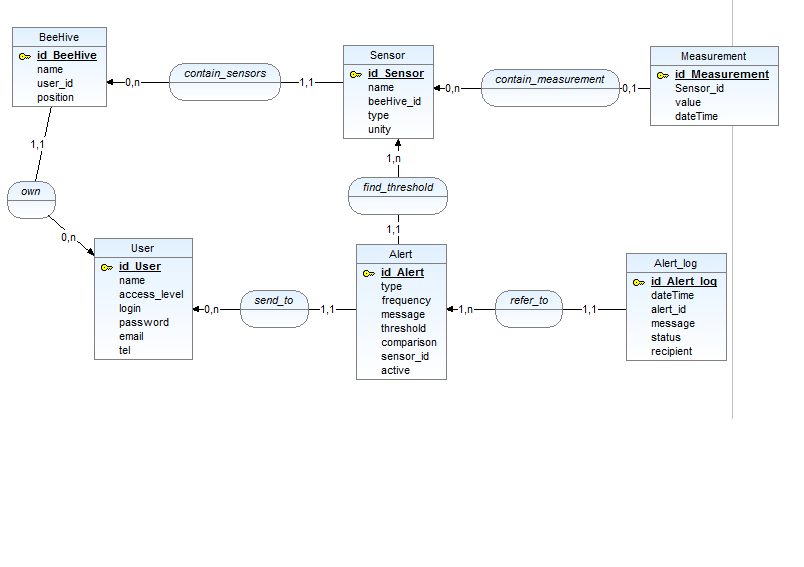 BeeHive
id_BeeHive
name
user_id
position
0,n
contain_sensors
1,1
Sensor
id_Sensor
name
beeHive_id
type
unity
0,n
contain_measurement
0,1
Measurement
id_Measurement
Sensor_id
value
dateTime
1,1
own
0,n
1,n
find_threshold
1,1
User
id_User
name
access_level
login
password
email
tel
0,n
send_to
1,1
Alert
id_Alert
type
frequency
message
threshold
comparison
sensor_id
active
1,n
refer_to
1,1
Alert_log
id_Alert_log
dateTime
alert_id
message
status
recipient